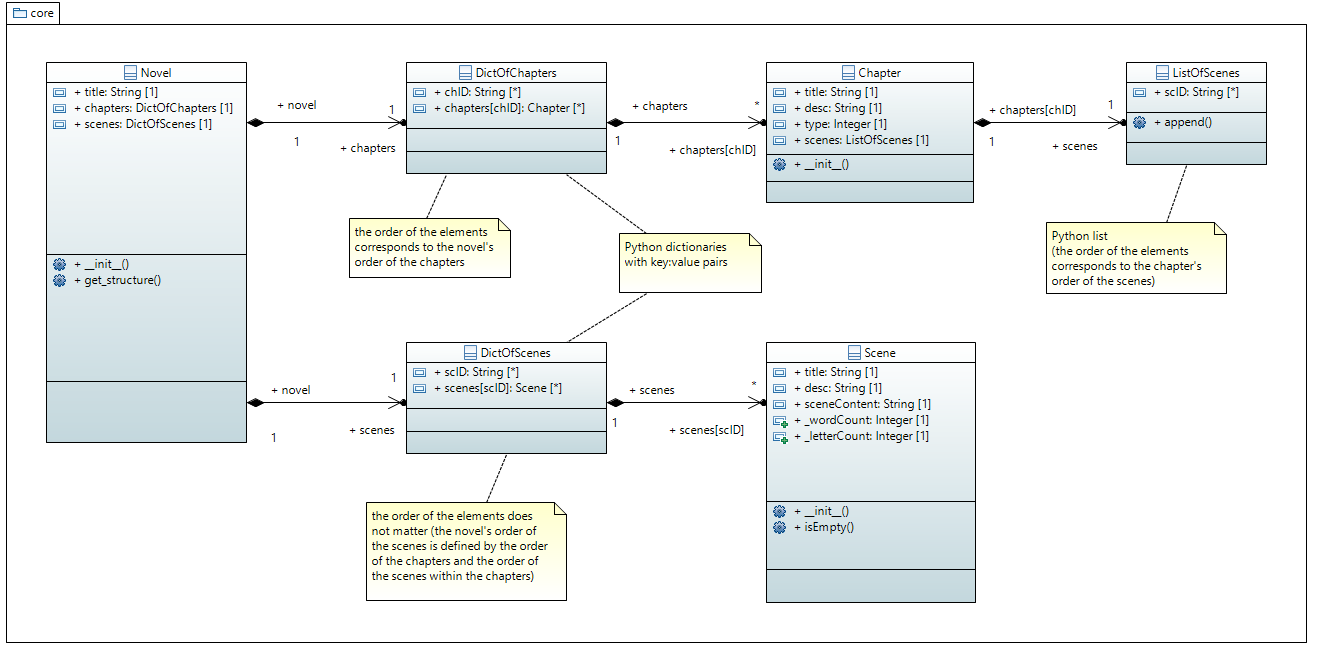 core
Novel
+ title: String [1]
+ chapters: DictOfChapters [1]
+ scenes: DictOfScenes [1]
+ __init__()
+ get_structure()
+ novel
1
1
+ chapters
DictOfChapters
+ chID: String [*]
+ chapters[chID]: Chapter [*]
+ chapters
*
1
+ chapters[chID]
Chapter
+ title: String [1]
+ desc: String [1]
+ type: Integer [1]
+ scenes: ListOfScenes [1]
+ __init__()
+ chapters[chID]
1
1
+ scenes
ListOfScenes
+ scID: String [*]
+ append()
the order of the elements
corresponds to the novel's
order of the chapters
Python dictionaries
with key:value pairs
Python list
(the order of the elements
corresponds to the chapter's
order of the scenes)
+ novel
1
1
+ scenes
DictOfScenes
+ scID: String [*]
+ scenes[scID]: Scene [*]
+ scenes
*
1
+ scenes[scID]
Scene
+ title: String [1]
+ desc: String [1]
+ sceneContent: String [1]
+ _wordCount: Integer [1]
+ _letterCount: Integer [1]
+ __init__()
+ isEmpty()
the order of the elements does
not matter (the novel's order of
the scenes is defined by the order
of the chapters and the order of
the scenes within the chapters)